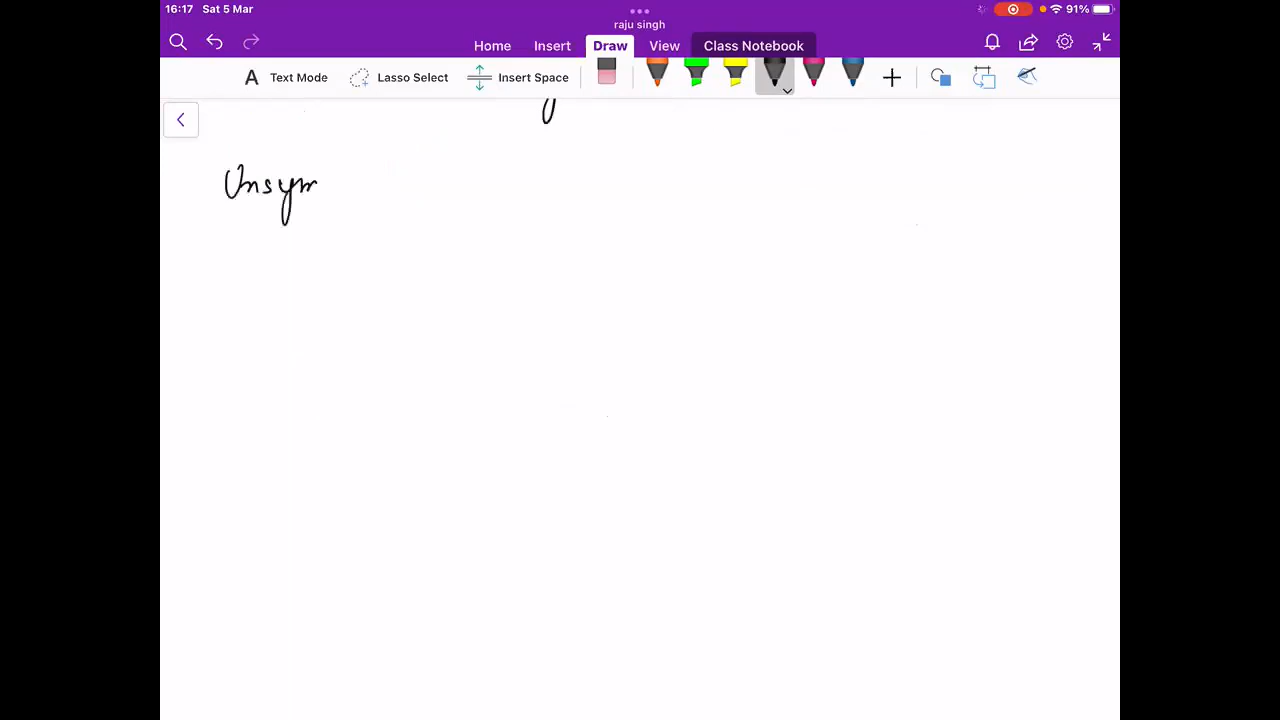 16:17 Sat 5 Mar 91%
raju singh
Home Insert Draw View Class Notebook
A Text Mode Lasso Select Insert Space
Unsym